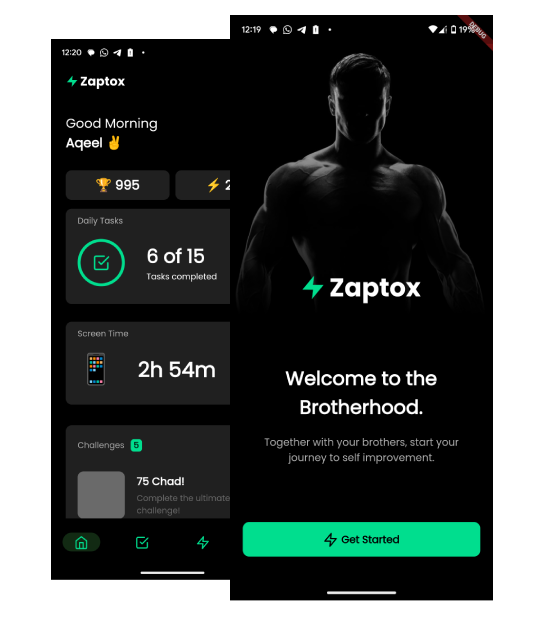 12:20
Zaptox
Good Morning
Aqeel ✌️
🏆 995
⚡ 2
Daily Tasks
6 of 15
Tasks completed
Screen Time
2h 54m
Challenges 5
75 Chad!
Complete the ultimate
challenge!
12:19
19%
DEBUG
Zaptox
Welcome to the
Brotherhood.
Together with your brothers, start your
journey to self improvement.
Get Started